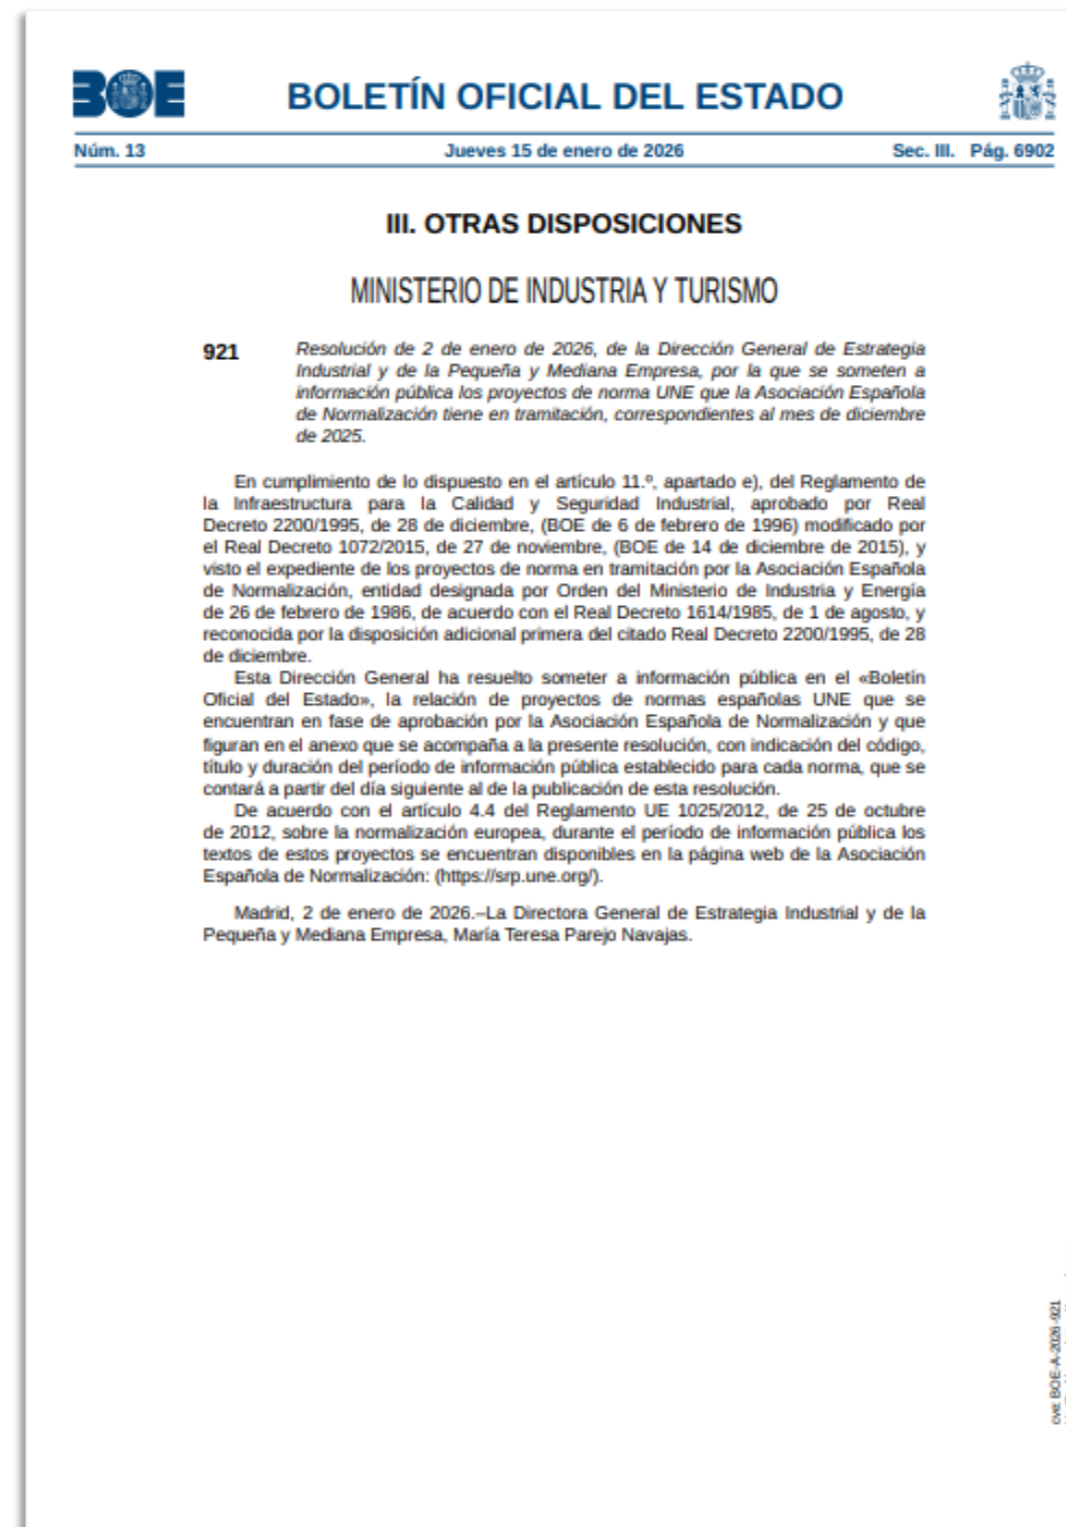 BOE
BOLETÍN OFICIAL DEL ESTADO
Núm. 13 Jueves 15 de enero de 2026 Sec. III. Pág. 6902
III. OTRAS DISPOSICIONES
MINISTERIO DE INDUSTRIA Y TURISMO
921 Resolución de 2 de enero de 2026, de la Dirección General de Estrategia
Industrial y de la Pequeña y Mediana Empresa, por la que se someten a
información pública los proyectos de norma UNE que la Asociación Española
de Normalización tiene en tramitación, correspondientes al mes de diciembre
de 2025.
En cumplimiento de lo dispuesto en el artículo 11.º, apartado e), del Reglamento de
la Infraestructura para la Calidad y Seguridad Industrial, aprobado por Real
Decreto 2200/1995, de 28 de diciembre, (BOE de 6 de febrero de 1996) modificado por
el Real Decreto 1072/2015, de 27 de noviembre, (BOE de 14 de diciembre de 2015), y
visto el expediente de los proyectos de norma en tramitación por la Asociación Española
de Normalización, entidad designada por Orden del Ministerio de Industria y Energía
de 26 de febrero de 1986, de acuerdo con el Real Decreto 1614/1985, de 1 de agosto, y
reconocida por la disposición adicional primera del citado Real Decreto 2200/1995, de 28
de diciembre.
Esta Dirección General ha resuelto someter a información pública en el «Boletín
Oficial del Estado», la relación de proyectos de normas españolas UNE que se
encuentran en fase de aprobación por la Asociación Española de Normalización y que
figuran en el anexo que se acompaña a la presente resolución, con indicación del código,
título y duración del período de información pública establecido para cada norma, que se
contará a partir del día siguiente al de la publicación de esta resolución.
De acuerdo con el artículo 4.4 del Reglamento UE 1025/2012, de 25 de octubre
de 2012, sobre la normalización europea, durante el período de información pública los
textos de estos proyectos se encuentran disponibles en la página web de la Asociación
Española de Normalización: (https://srp.une.org/).
Madrid, 2 de enero de 2026.–La Directora General de Estrategia Industrial y de la
Pequeña y Mediana Empresa, María Teresa Parejo Navajas.
cve: BOE-A-2026-921